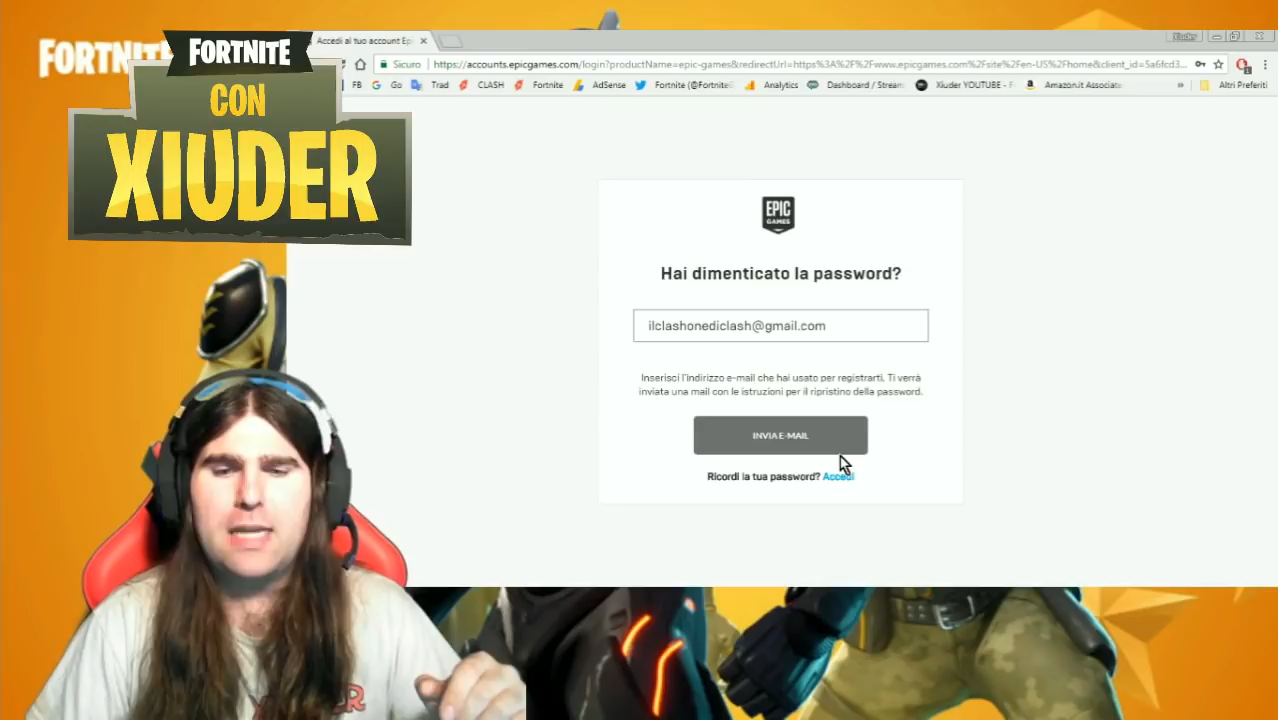 FORTNITE
FORTNITE
CON
XIUDER
Accedi al tuo account Epi
Sicuro
https://accounts.epicgames.com/login?productName=epic-games&redirectUrl=https%3A%2F%2Fwww.epicgames.com%2Fsite%2Fen-US%2Fhome&client_id=5a6fcd3...
FB Go Trad CLASH Fortnite AdSense Fortnite (@FortniteG Analytics Dashboard / Stream Xiuder YOUTUBE - F Amazon.it Associate » Altri Preferiti
EPIC
GAMES
Hai dimenticato la password?
ilclashonediclash@gmail.com
Inserisci l'indirizzo e-mail che hai usato per registrarti. Ti verrà
inviata una mail con le istruzioni per il ripristino della password.
INVIA E-MAIL
Ricordi la tua password? Accedi